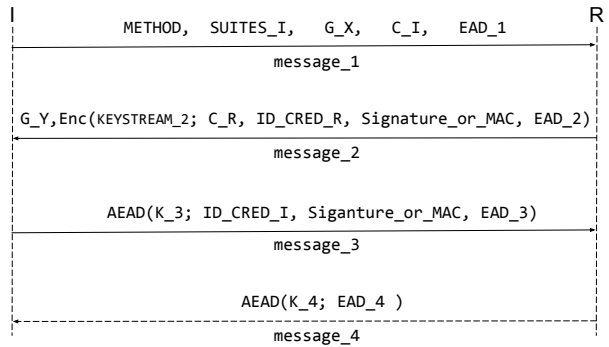 I R
METHOD, SUITES_I, G_X, C_I, EAD_1
message_1
G_Y,Enc(KEYSTREAM_2; C_R, ID_CRED_R, Signature_or_MAC, EAD_2)
message_2
AEAD(K_3; ID_CRED_I, Siganture_or_MAC, EAD_3)
message_3
AEAD(K_4; EAD_4 )
message_4